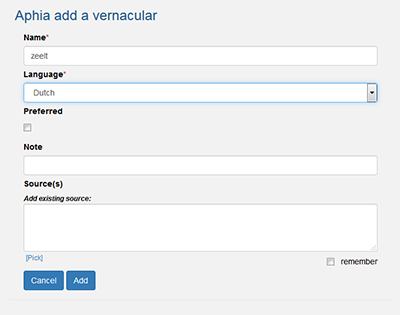 Aphia add a vernacular
Name*
zeelt
Language*
Dutch
Preferred
Note
Source(s)
Add existing source:
[Pick]
remember
Cancel Add